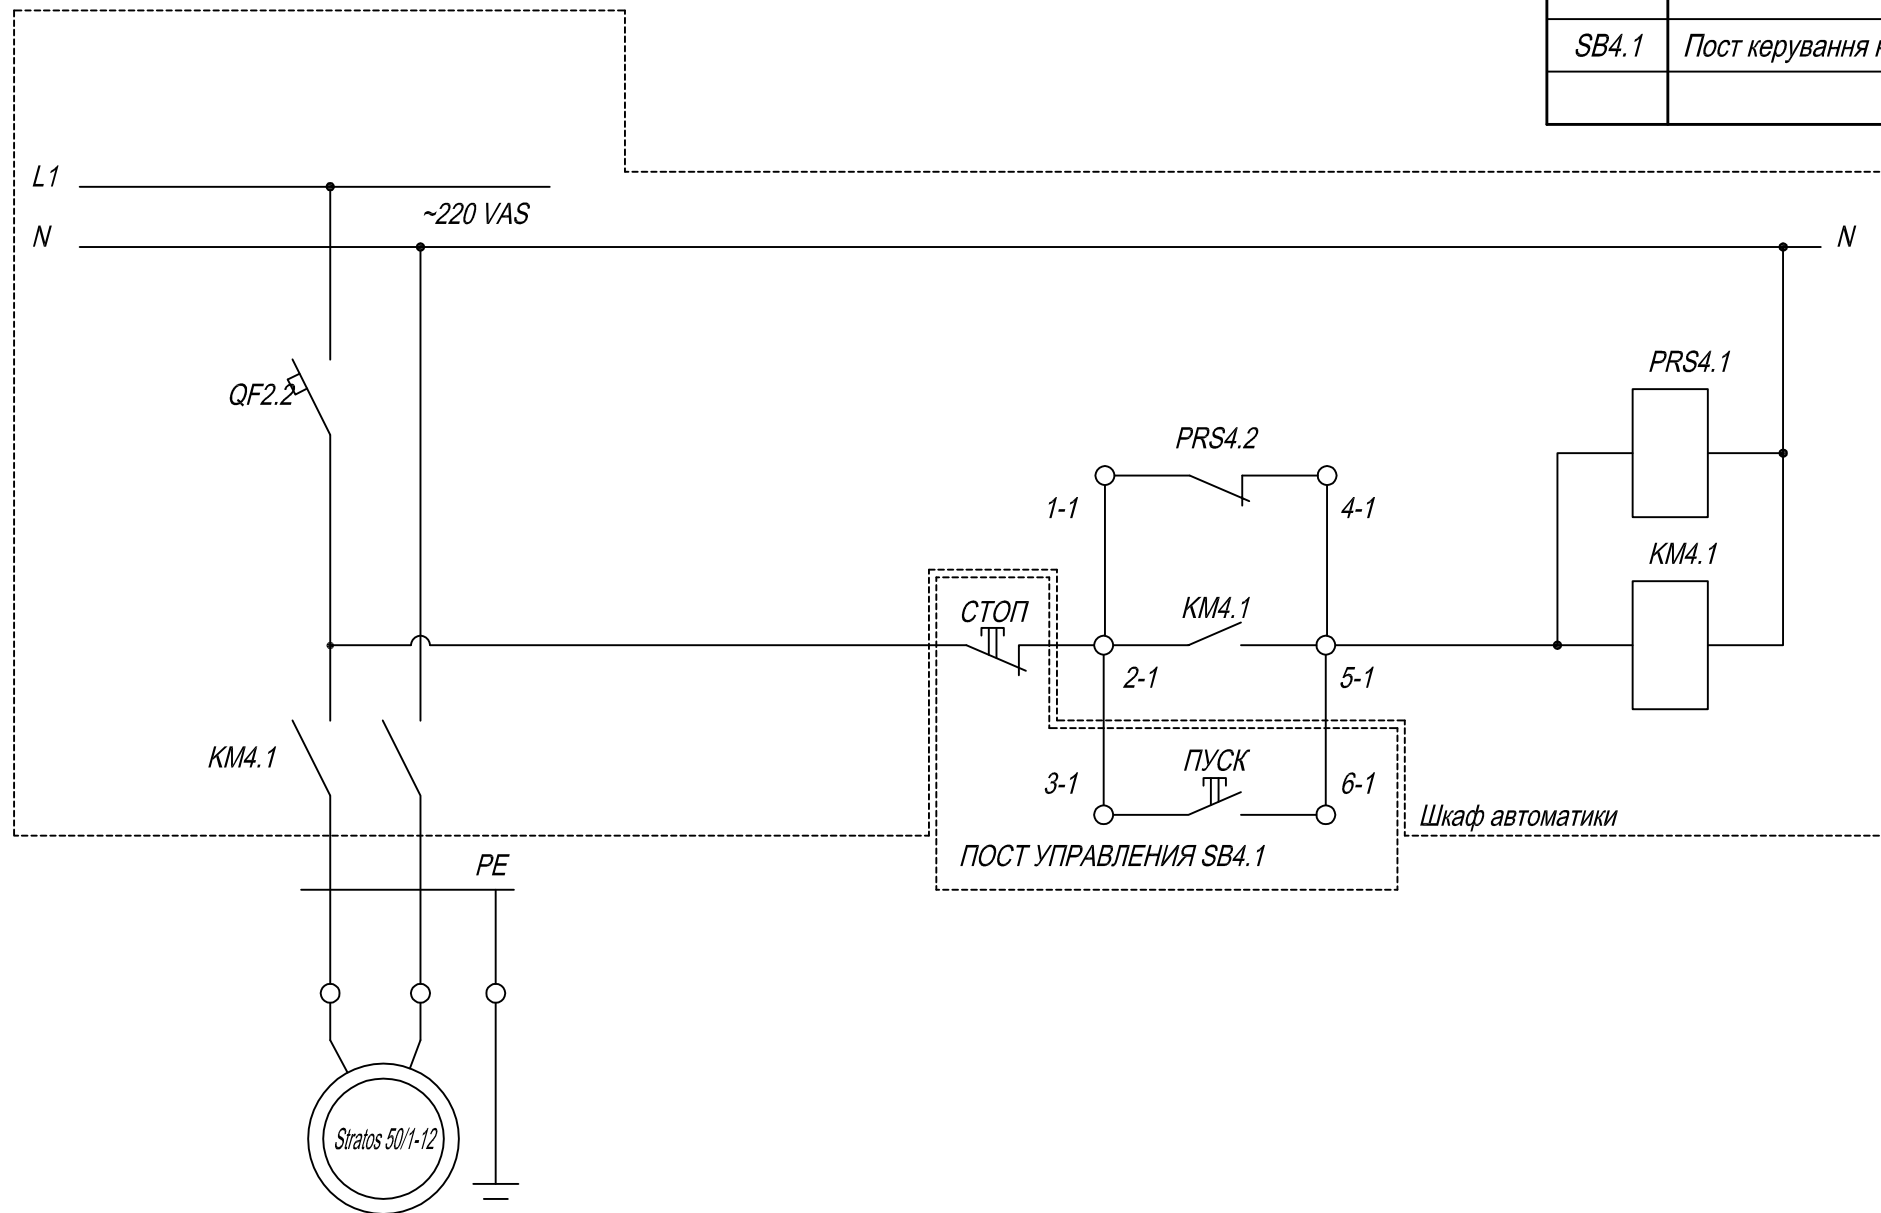 SB4.1
Пост керування
L1
~220 VAS
N
N
PRS4.1
QF2.2
PRS4.2
1-1
4-1
KM4.1
СТОП
KM4.1
2-1
5-1
KM4.1
ПУСК
3-1
6-1
Шкаф автоматики
ПОСТ УПРАВЛЕНИЯ SB4.1
PE
Stratos 50/1-12